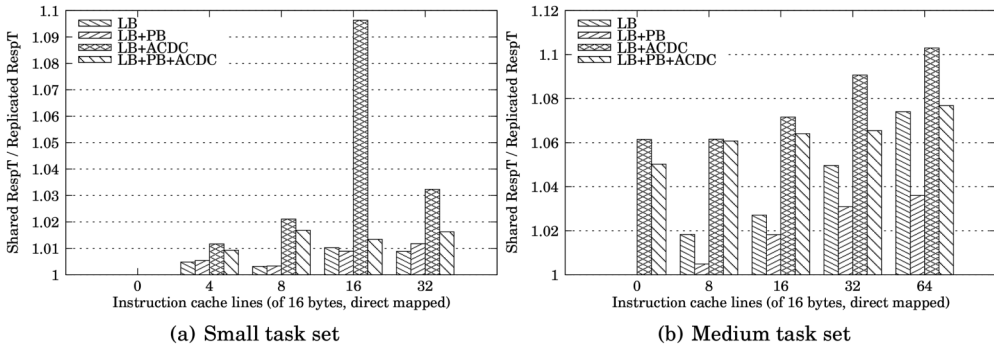 Shared RespT / Replicated RespT
1.1
1.09
1.08
1.07
1.06
1.05
1.04
1.03
1.02
1.01
1
LB
LB+PB
LB+ACDC
LB+PB+ACDC
0 4 8 16 32
Instruction cache lines (of 16 bytes, direct mapped)
(a) Small task set
Shared RespT / Replicated RespT
1.12
1.1
1.08
1.06
1.04
1.02
1
LB
LB+PB
LB+ACDC
LB+PB+ACDC
0 8 16 32 64
Instruction cache lines (of 16 bytes, direct mapped)
(b) Medium task set